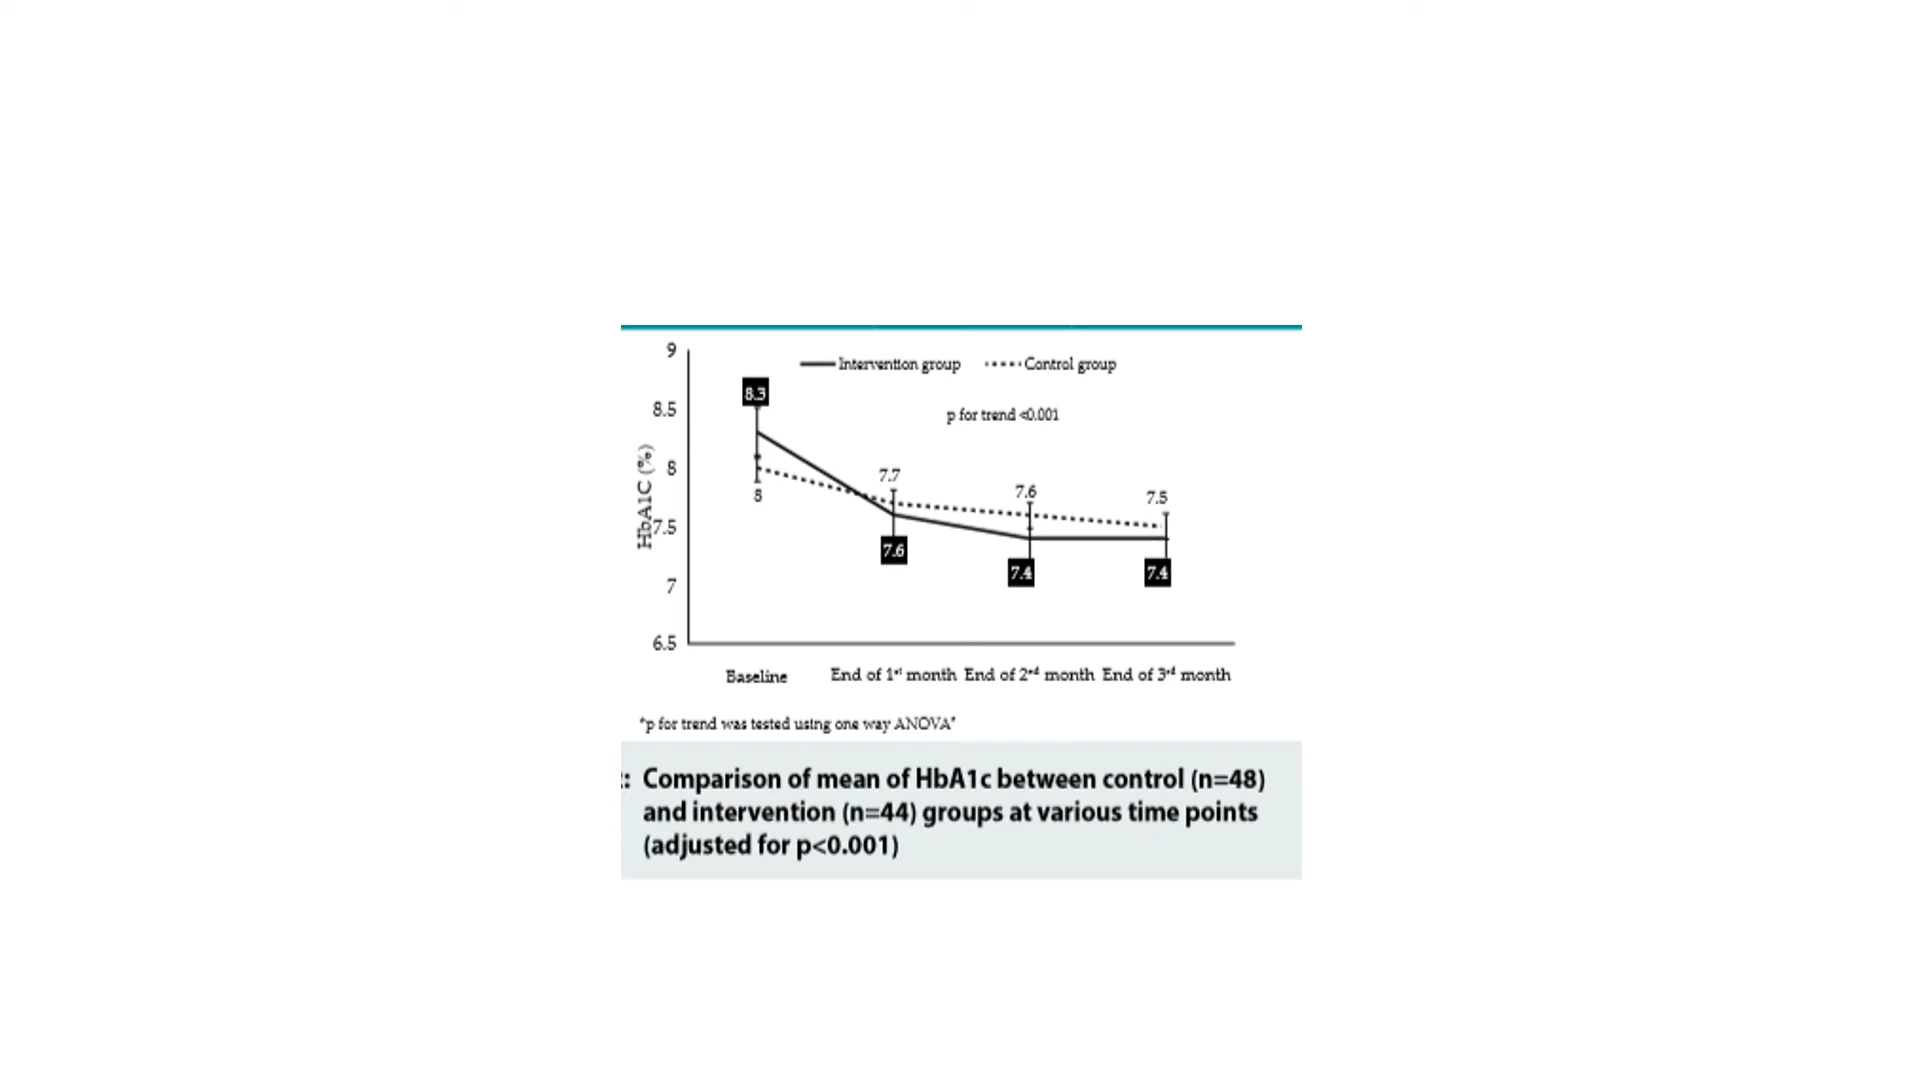 9
Intervention group Control group
8.3
8.5
p for trend <0.001
HbA1C (%)
8
7.7
7.6
7.5
8
7.5
7.6
7.4
7.4
7
6.5
Baseline End of 1st month End of 2nd month End of 3rd month
*p for trend was tested using one way ANOVA*
: Comparison of mean of HbA1c between control (n=48)
and intervention (n=44) groups at various time points
(adjusted for p<0.001)